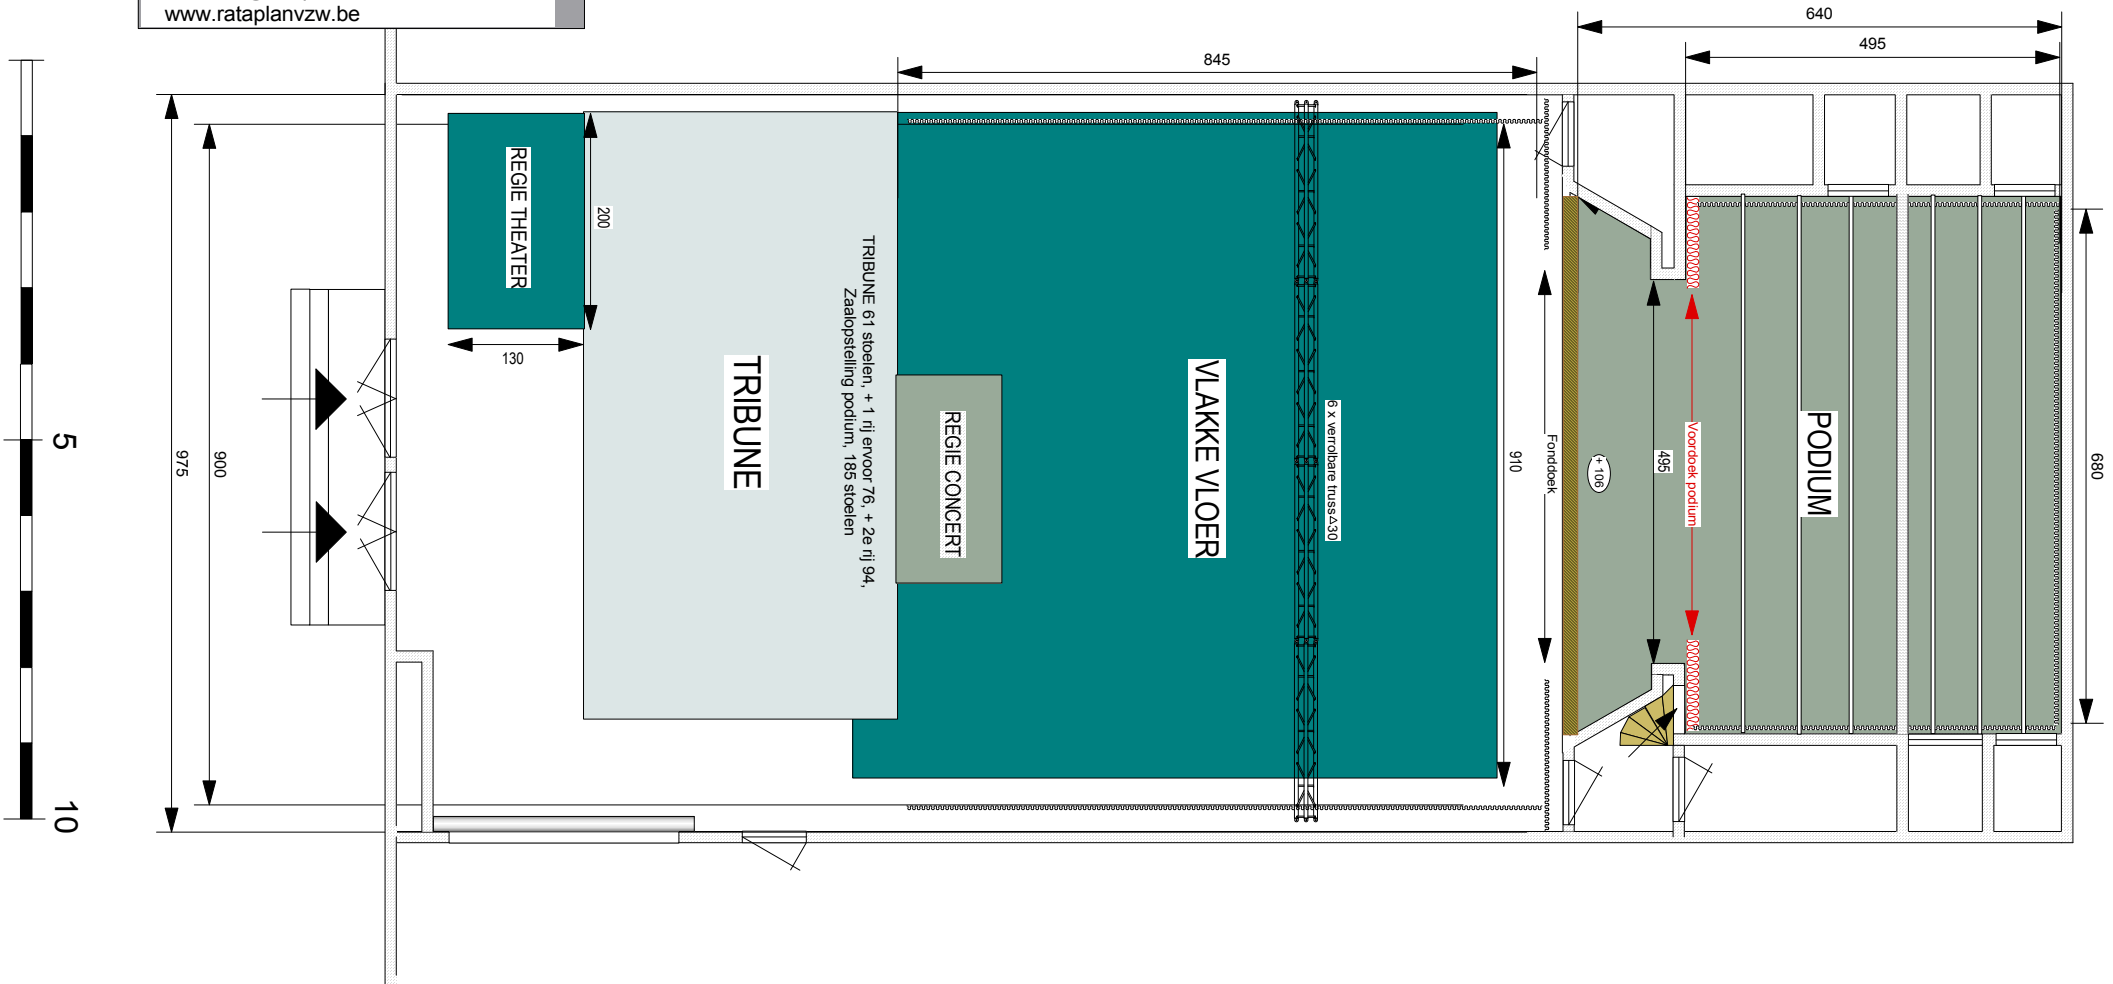 www.rataplanvzw.be
640
495
845
REGIE THEATER
200
130
TRIBUNE
TRIBUNE 61 stoelen, + 1 rij ervoor 76, + 2e rij 94,
Zaalopstelling podium, 185 stoelen
REGIE CONCERT
VLAKKE VLOER
6 x verrolbare truss∆30
910
Fonddoek
+ 106
495
Voordoek podium
PODIUM
680
5
10
975
900